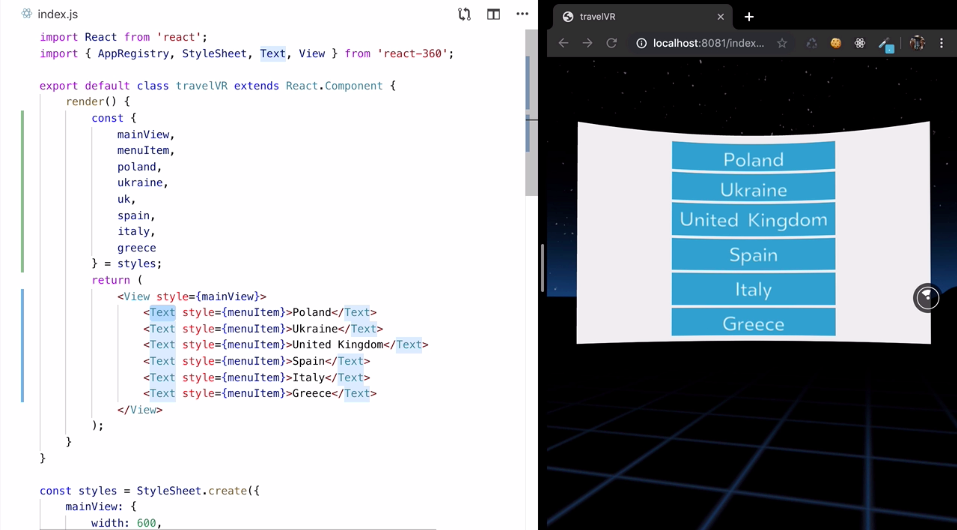 index.js
import React from 'react';
import { AppRegistry, StyleSheet, Text, View } from 'react-360';
export default class travelVR extends React.Component {
render() {
const {
mainView,
menuItem,
poland,
ukraine,
uk,
spain,
italy,
greece
} = styles;
return (
<View style={mainView}>
<Text style={menuItem}>Poland</Text>
<Text style={menuItem}>Ukraine</Text>
<Text style={menuItem}>United Kingdom</Text>
<Text style={menuItem}>Spain</Text>
<Text style={menuItem}>Italy</Text>
<Text style={menuItem}>Greece</Text>
</View>
);
}
}
const styles = StyleSheet.create({
mainView: {
width: 600,
travelVR
localhost:8081/index...
Poland
Ukraine
United Kingdom
Spain
Italy
Greece